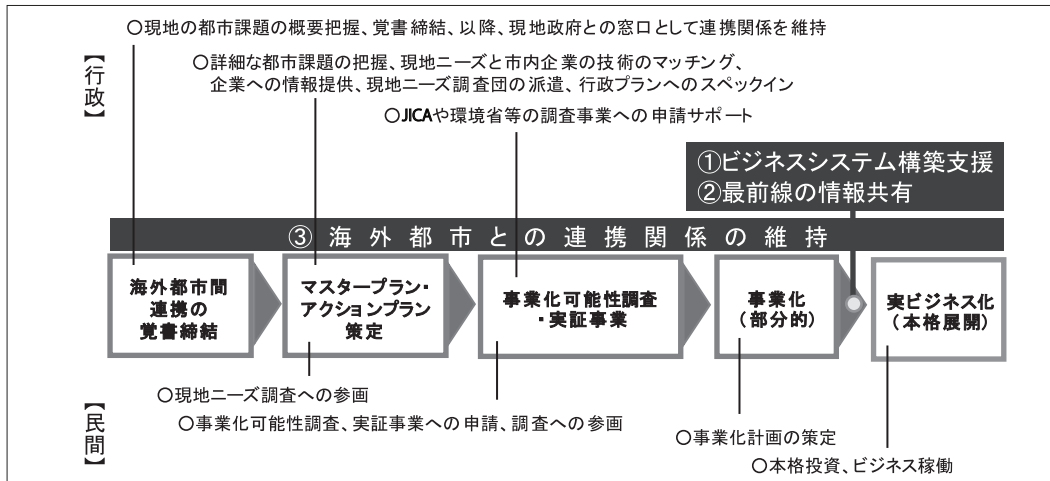 ○現地の都市課題の概要把握、覚書締結、以降、現地政府との窓口として連携関係を維持
【行政】
○詳細な都市課題の把握、現地ニーズと市内企業の技術のマッチング、
企業への情報提供、現地ニーズ調査団の派遣、行政プランへのスペックイン
○JICAや環境省等の調査事業への申請サポート
①ビジネスシステム構築支援
②最前線の情報共有
③海外都市との連携関係の維持
海外都市間
連携の
覚書締結
マスタープラン・
アクションプラン
策定
事業化可能性調査
・実証事業
事業化
(部分的)
実ビジネス化
(本格展開)
【民間】
○現地ニーズ調査への参画
○事業化可能性調査、実証事業への申請、調査への参画
○事業化計画の策定
○本格投資、ビジネス稼働